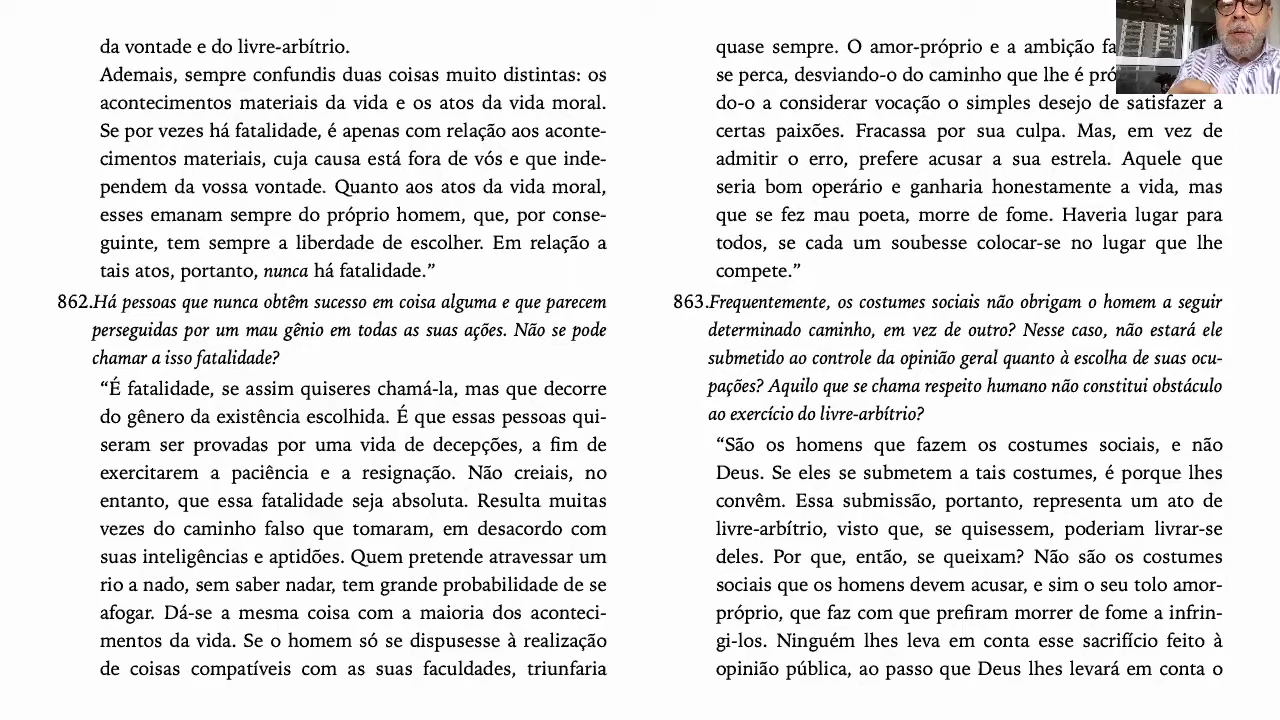 da vontade e do livre-arbítrio.
Ademais, sempre confundis duas coisas muito distintas: os
acontecimentos materiais da vida e os atos da vida moral.
Se por vezes há fatalidade, é apenas com relação aos aconte-
cimentos materiais, cuja causa está fora de vós e que inde-
pendem da vossa vontade. Quanto aos atos da vida moral,
esses emanam sempre do próprio homem, que, por conse-
guinte, tem sempre a liberdade de escolher. Em relação a
tais atos, portanto, nunca há fatalidade.”
862.Há pessoas que nunca obtêm sucesso em coisa alguma e que parecem
perseguidas por um mau gênio em todas as suas ações. Não se pode
chamar a isso fatalidade?
“É fatalidade, se assim quiseres chamá-la, mas que decorre
do gênero da existência escolhida. É que essas pessoas qui-
seram ser provadas por uma vida de decepções, a fim de
exercitarem a paciência e a resignação. Não creiais, no
entanto, que essa fatalidade seja absoluta. Resulta muitas
vezes do caminho falso que tomaram, em desacordo com
suas inteligências e aptidões. Quem pretende atravessar um
rio a nado, sem saber nadar, tem grande probabilidade de se
afogar. Dá-se a mesma coisa com a maioria dos aconteci-
mentos da vida. Se o homem só se dispusesse à realização
de coisas compatíveis com as suas faculdades, triunfaria
quase sempre. O amor-próprio e a ambição
se perca, desviando-o do caminho que lhe é
do-o a considerar vocação o simples desejo de satisfazer a
certas paixões. Fracassa por sua culpa. Mas, em vez de
admitir o erro, prefere acusar a sua estrela. Aquele que
seria bom operário e ganharia honestamente a vida, mas
que se fez mau poeta, morre de fome. Haveria lugar para
todos, se cada um soubesse colocar-se no lugar que lhe
compete.”
863.Frequentemente, os costumes sociais não obrigam o homem a seguir
determinado caminho, em vez de outro? Nesse caso, não estará ele
submetido ao controle da opinião geral quanto à escolha de suas ocu-
pações? Aquilo que se chama respeito humano não constitui obstáculo
ao exercício do livre-arbítrio?
“São os homens que fazem os costumes sociais, e não
Deus. Se eles se submetem a tais costumes, é porque lhes
convêm. Essa submissão, portanto, representa um ato de
livre-arbítrio, visto que, se quisessem, poderiam livrar-se
deles. Por que, então, se queixam? Não são os costumes
sociais que os homens devem acusar, e sim o seu tolo amor-
próprio, que faz com que prefiram morrer de fome a infrin-
gi-los. Ninguém lhes leva em conta esse sacrifício feito à
opinião pública, ao passo que Deus lhes levará em conta o